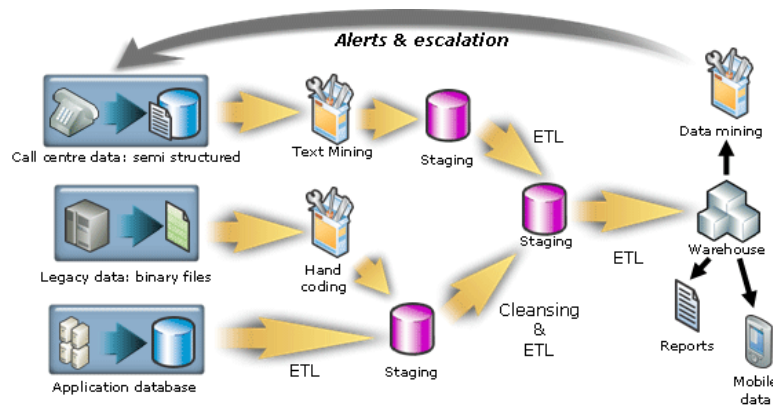 Alerts & escalation
Call centre data: semi structured
Text Mining
Staging
ETL
Data mining
Legacy data: binary files
Hand
coding
Staging
ETL
Warehouse
Application database
ETL
Staging
Cleansing
&
ETL
Reports
Mobile
data